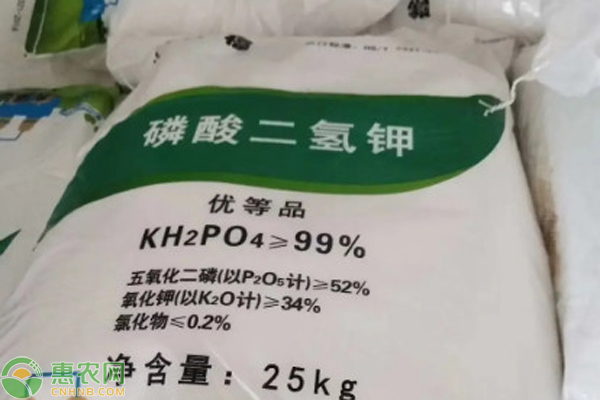 磷酸二氢钾
优等品
KH2PO4≥99%
五氧化二磷(以P2O5计)≥52%
氧化钾(以K2O计)≥34%
氯化物≤0.2%
净含量：25kg
惠农网
CNHNB.COM